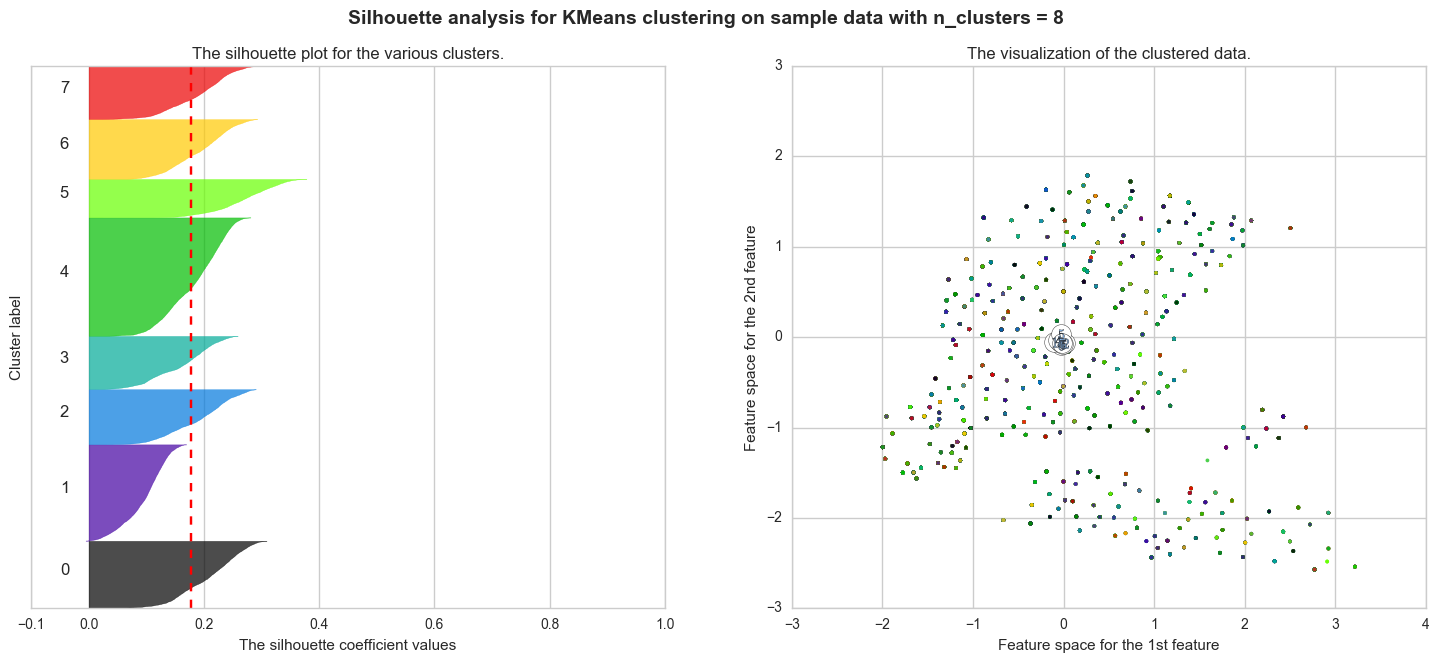 Silhouette analysis for KMeans clustering on sample data with n_clusters = 8
The silhouette plot for the various clusters.
7
6
5
4
3
2
1
0
Cluster label
−0.1 0.0 0.2 0.4 0.6 0.8 1.0
The silhouette coefficient values
The visualization of the clustered data.
3
2
1
0
−1
−2
−3
Feature space for the 2nd feature
−3 −2 −1 0 1 2 3
Feature space for the 1st feature